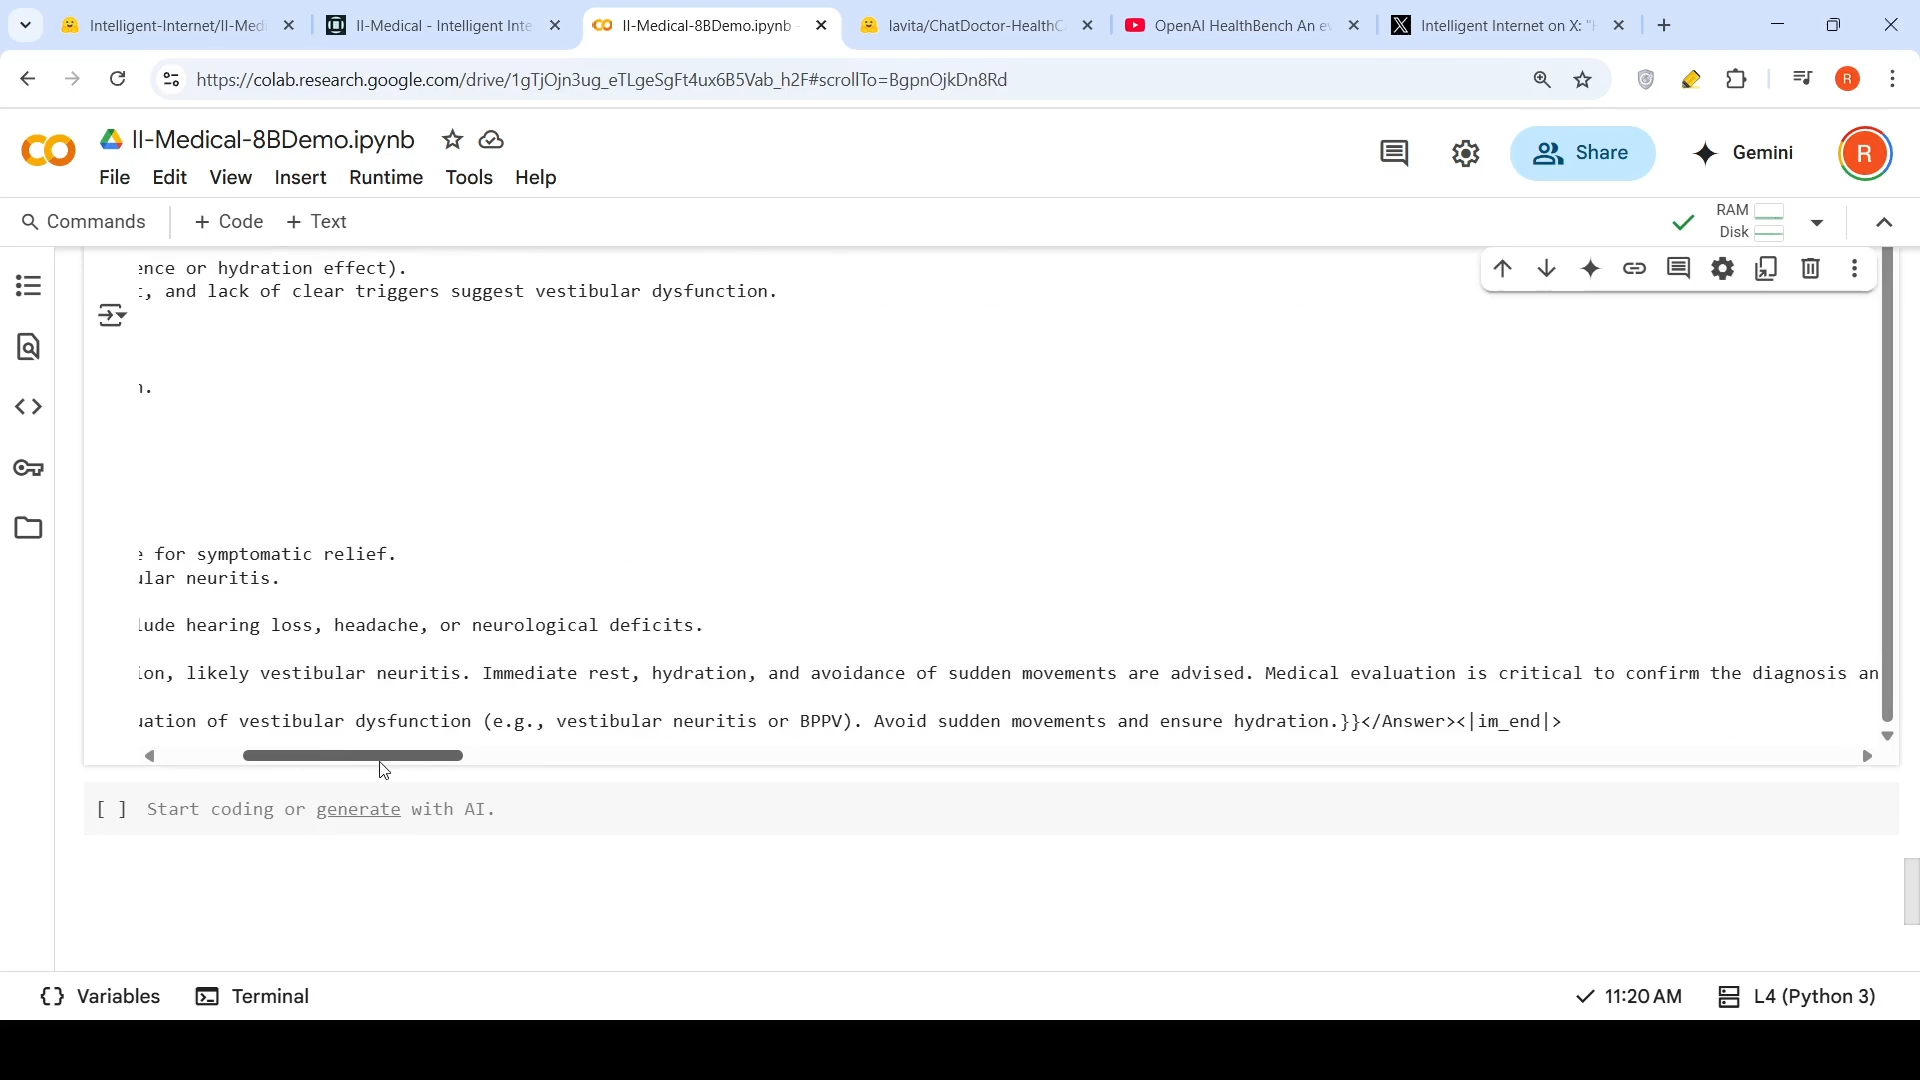 Intelligent-Internet/II-Medi
II-Medical - Intelligent Inte
II-Medical-8BDemo.ipynb -
lavita/ChatDoctor-HealthC
OpenAI HealthBench An ev
Intelligent Internet on X: "H
https://colab.research.google.com/drive/1gTjOjn3ug_eTLgeSgFt4ux6B5Vab_h2F#scrollTo=BgpnOjkDn8Rd
R
II-Medical-8BDemo.ipynb
File Edit View Insert Runtime Tools Help
Share
Gemini
R
Commands
+ Code + Text
RAM
Disk
ence or hydration effect).
t, and lack of clear triggers suggest vestibular dysfunction.
n.
e for symptomatic relief.
ular neuritis.
lude hearing loss, headache, or neurological deficits.
ion, likely vestibular neuritis. Immediate rest, hydration, and avoidance of sudden movements are advised. Medical evaluation is critical to confirm the diagnosis an
uation of vestibular dysfunction (e.g., vestibular neuritis or BPPV). Avoid sudden movements and ensure hydration.}}</Answer><|im_end|>
[ ] Start coding or generate with AI.
Variables
Terminal
11:20 AM
L4 (Python 3)